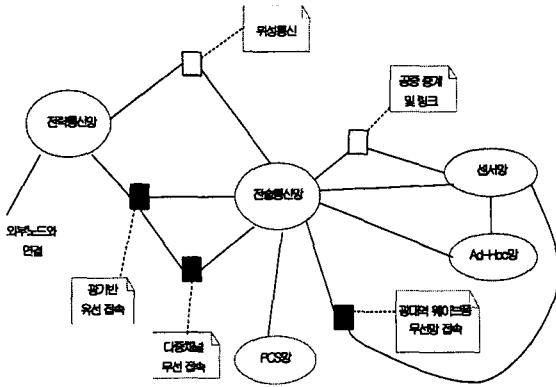 위성통신
공중 중계
및 링크
전략통신망
센서망
전술통신망
외부노드와
연결
Ad-Hoc망
광기반
유선 접속
광대역 웨이브폼
무선망 접속
다중채널
무선 접속
PCS망